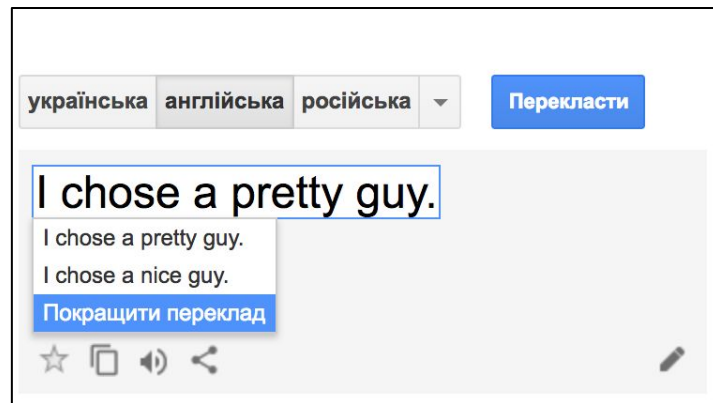 українська англійська російська Перекласти
I chose a pretty guy.
I chose a pretty guy.
I chose a nice guy.
Покращити переклад